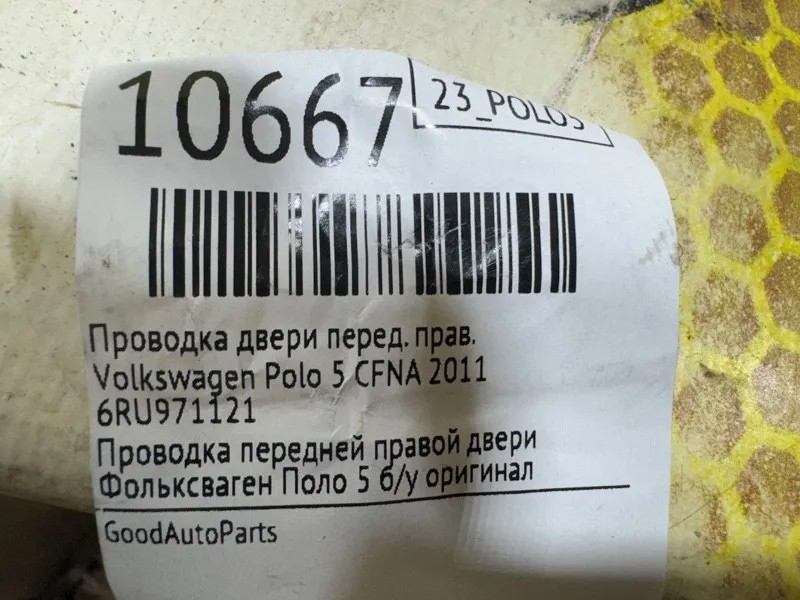 10667
23_POLO5
Проводка двери перед. прав.
Volkswagen Polo 5 CFNA 2011
6RU971121
Проводка передней правой двери
Фольксваген Поло 5 б/у оригинал
GoodAutoParts